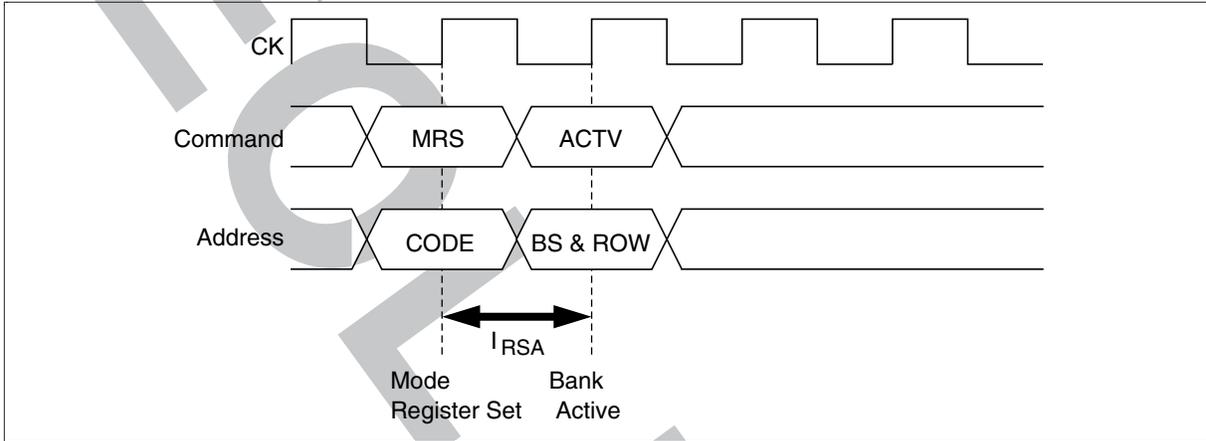 CK
Command MRS ACTV
Address CODE BS & ROW
I RSA
Mode Bank
Register Set Active